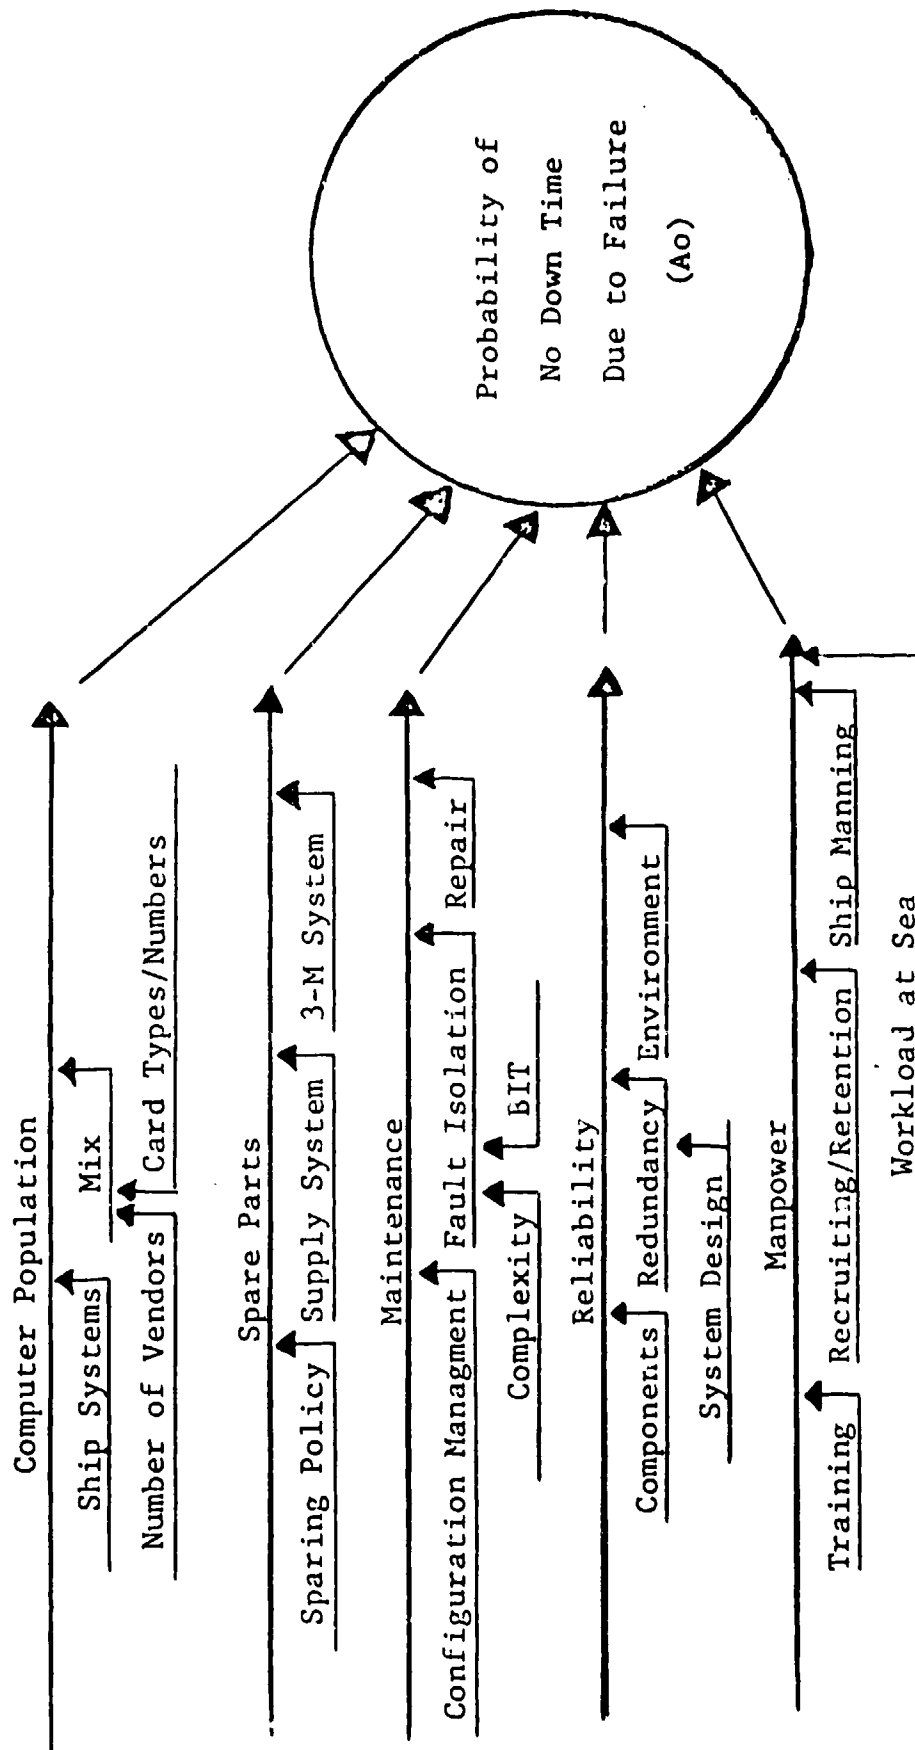 Computer Population
Ship Systems
Mix
Number of Vendors
Card Types/Numbers
Spare Parts
Sparing Policy
Supply System
3-M System
Maintenance
Configuration Managment
Fault Isolation
Repair
Complexity
BIT
Reliability
Components
Redundancy
Environment
System Design
Manpower
Training
Recruiting/Retention
Ship Manning
Workload at Sea
Probability of
No Down Time
Due to Failure
(Ao)